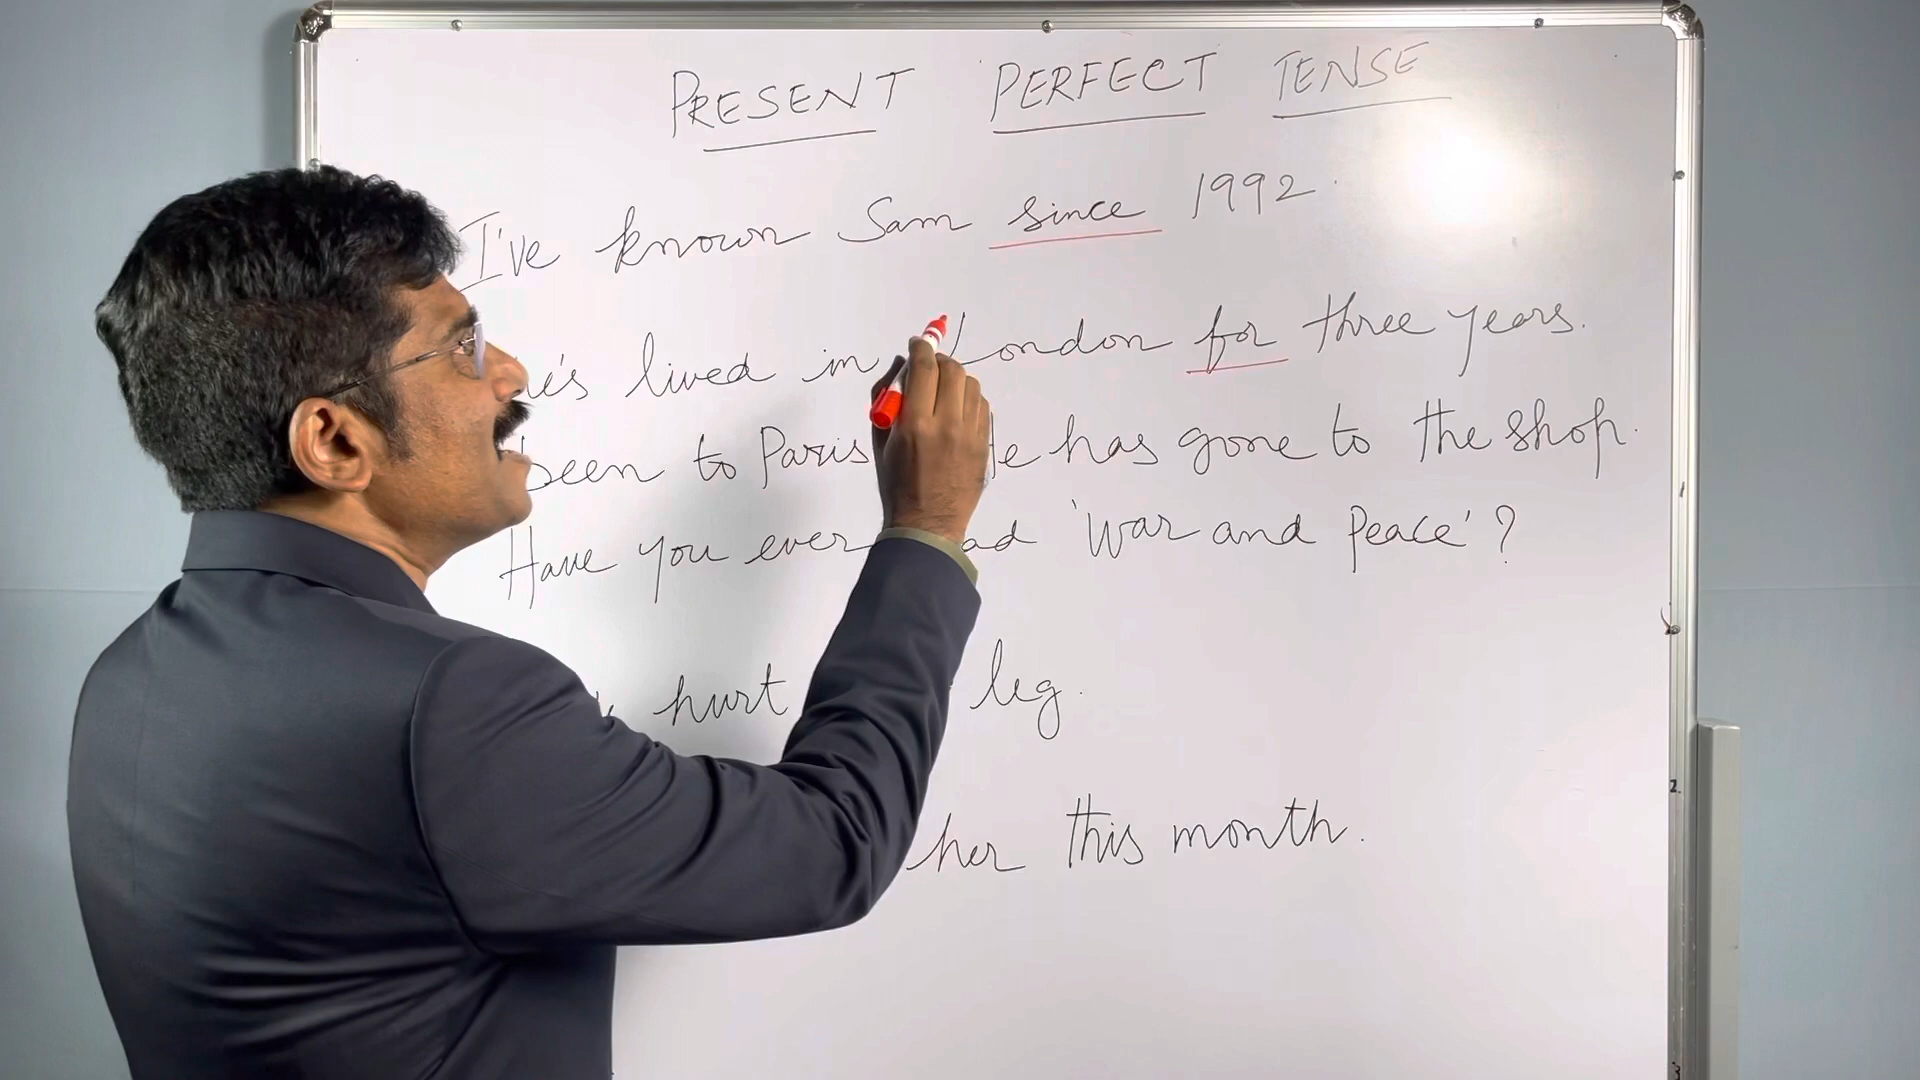 PRESENT PERFECT TENSE
I've known Sam since 1992.
lived in London for three years.
been to Paris has gone to the shop.
Have you ever 'War and Peace'?
hurt leg.
her this month.
2.